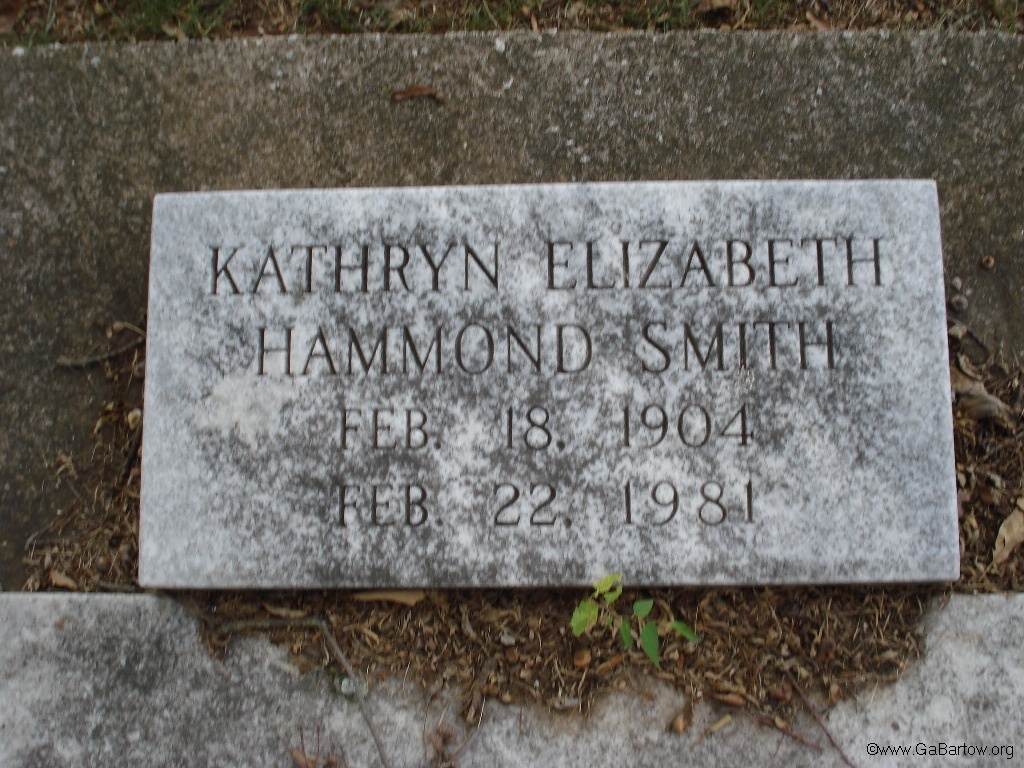 KATHRYN ELIZABETH
HAMMOND SMITH
FEB. 18, 1904
FEB. 22, 1981
©www.GaBartow.org